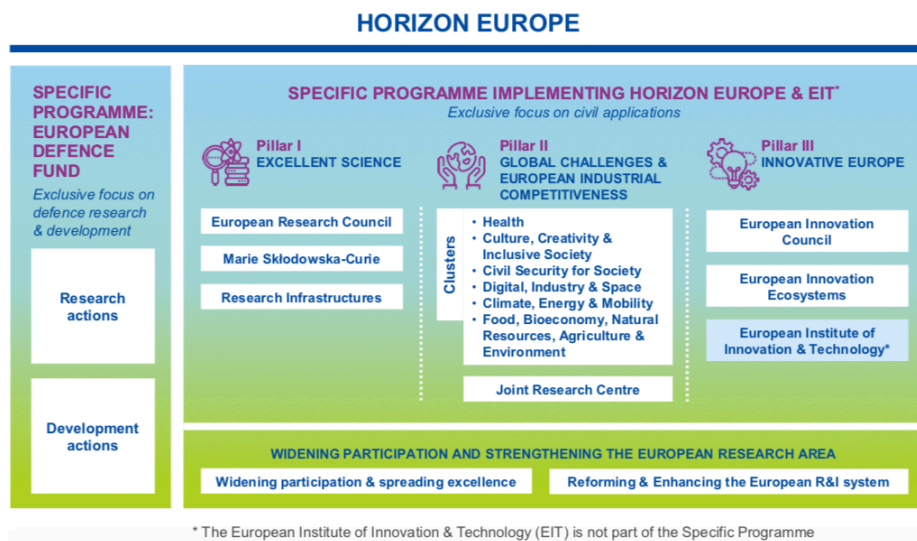 HORIZON EUROPE
SPECIFIC
PROGRAMME:
EUROPEAN
DEFENCE
FUND
Exclusive focus on
defence research
& development
Research
actions
Development
actions
SPECIFIC PROGRAMME IMPLEMENTING HORIZON EUROPE & EIT*
Exclusive focus on civil applications
Pillar I
EXCELLENT SCIENCE
European Research Council
Marie Skłodowska-Curie
Research Infrastructures
Pillar II
GLOBAL CHALLENGES &
EUROPEAN INDUSTRIAL
COMPETITIVENESS
Clusters
• Health
• Culture, Creativity &
Inclusive Society
• Civil Security for Society
• Digital, Industry & Space
• Climate, Energy & Mobility
• Food, Bioeconomy, Natural
Resources, Agriculture &
Environment
Joint Research Centre
Pillar III
INNOVATIVE EUROPE
European Innovation
Council
European Innovation
Ecosystems
European Institute of
Innovation & Technology*
WIDENING PARTICIPATION AND STRENGTHENING THE EUROPEAN RESEARCH AREA
Widening participation & spreading excellence
Reforming & Enhancing the European R&I system
* The European Institute of Innovation & Technology (EIT) is not part of the Specific Programme